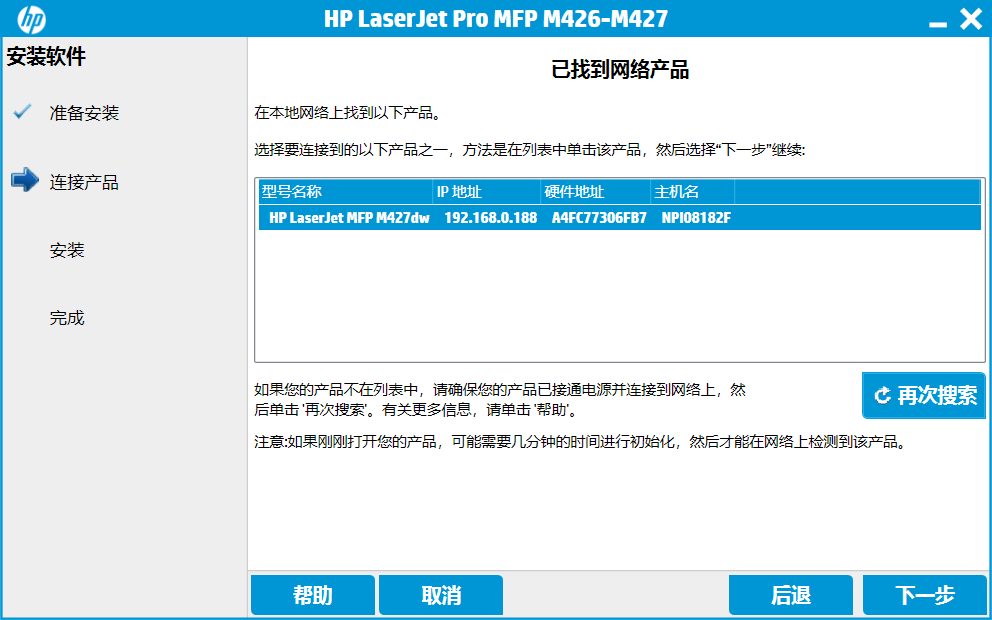 hp
HP LaserJet Pro MFP M426-M427
安装软件
准备安装
连接产品
安装
完成
已找到网络产品
在本地网络上找到以下产品。
选择要连接到的以下产品之一，方法是在列表中单击该产品，然后选择“下一步”继续:
型号名称 IP 地址 硬件地址 主机名
HP LaserJet MFP M427dw 192.168.0.188 A4FC77306FB7 NPI08182F
如果您的产品不在列表中，请确保您的产品已接通电源并连接到网络上，然
后单击 '再次搜索'。有关更多信息，请单击 '帮助'。
再次搜索
注意:如果刚刚打开您的产品，可能需要几分钟的时间进行初始化，然后才能在网络上检测到该产品。
帮助 取消 后退 下一步